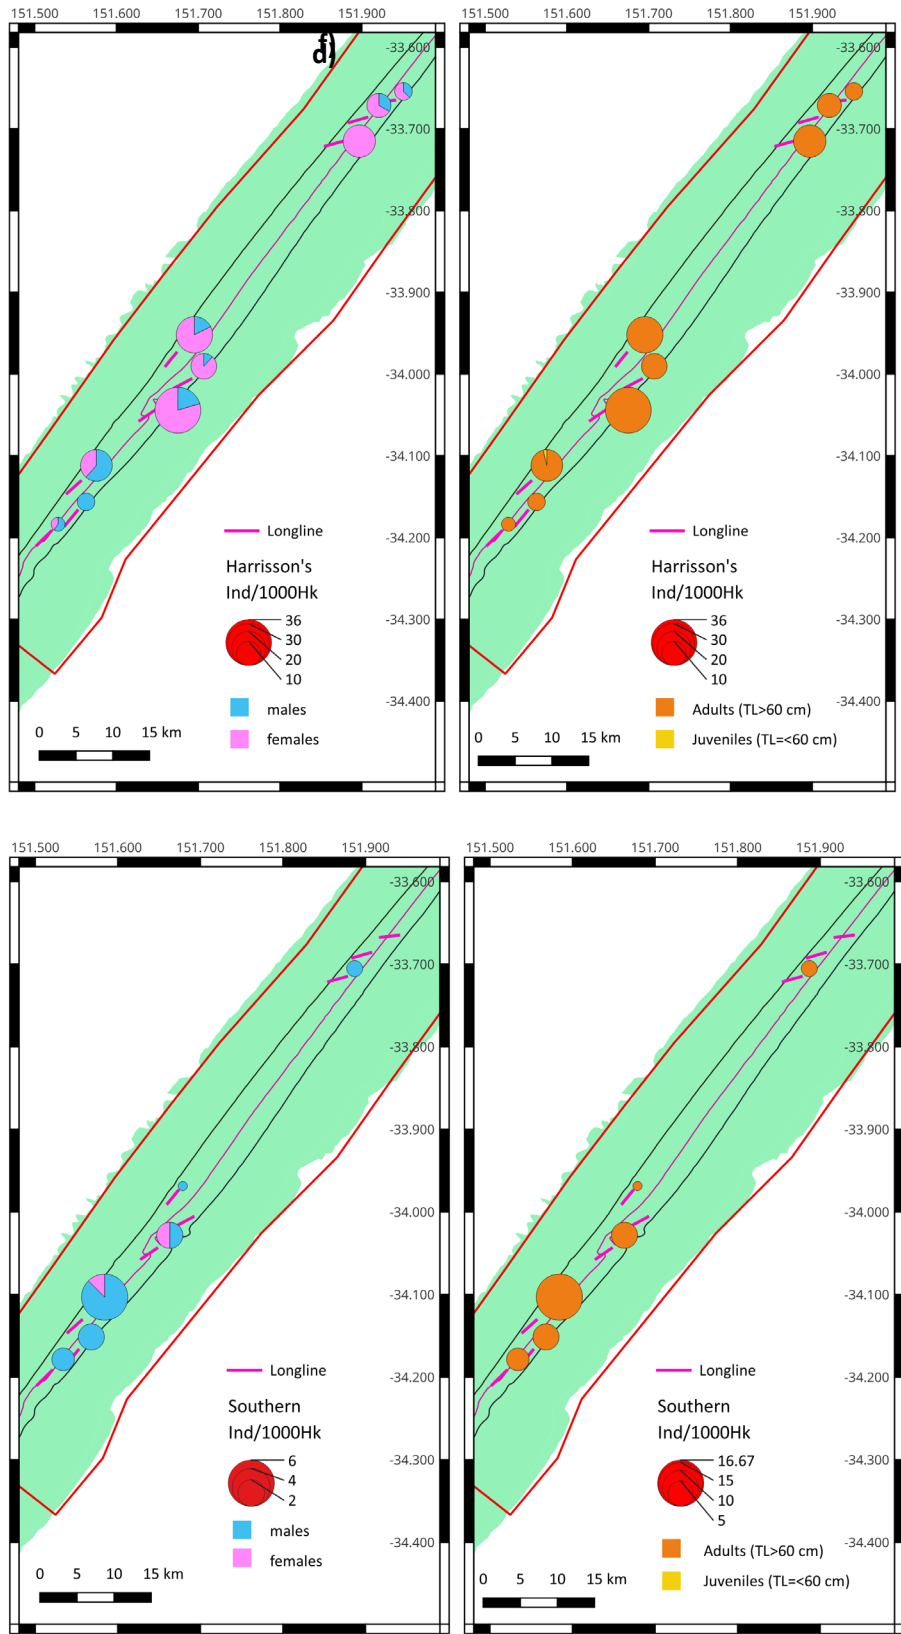 151.500 151.600 151.700 151.800 151.900
151.500 151.600 151.700 151.800 151.900
f)
d)
-33.600
-33.700
-33.800
-33.900
-34.000
-34.100
-34.200
-34.300
-34.400
Longline
Harrisson's
Ind/1000Hk
36
30
20
10
males
females
0 5 10 15 km
-33.600
-33.700
-33.800
-33.900
-34.000
-34.100
-34.200
-34.300
-34.400
Longline
Harrisson's
Ind/1000Hk
36
30
20
10
Adults (TL>60 cm)
Juveniles (TL=<60 cm)
0 5 10 15 km
151.500 151.600 151.700 151.800 151.900
151.500 151.600 151.700 151.800 151.900
-33.600
-33.700
-33.800
-33.900
-34.000
-34.100
-34.200
-34.300
-34.400
Longline
Southern
Ind/1000Hk
6
4
2
males
females
0 5 10 15 km
-33.600
-33.700
-33.800
-33.900
-34.000
-34.100
-34.200
-34.300
-34.400
Longline
Southern
Ind/1000Hk
16.67
15
10
5
Adults (TL>60 cm)
Juveniles (TL=<60 cm)
0 5 10 15 km